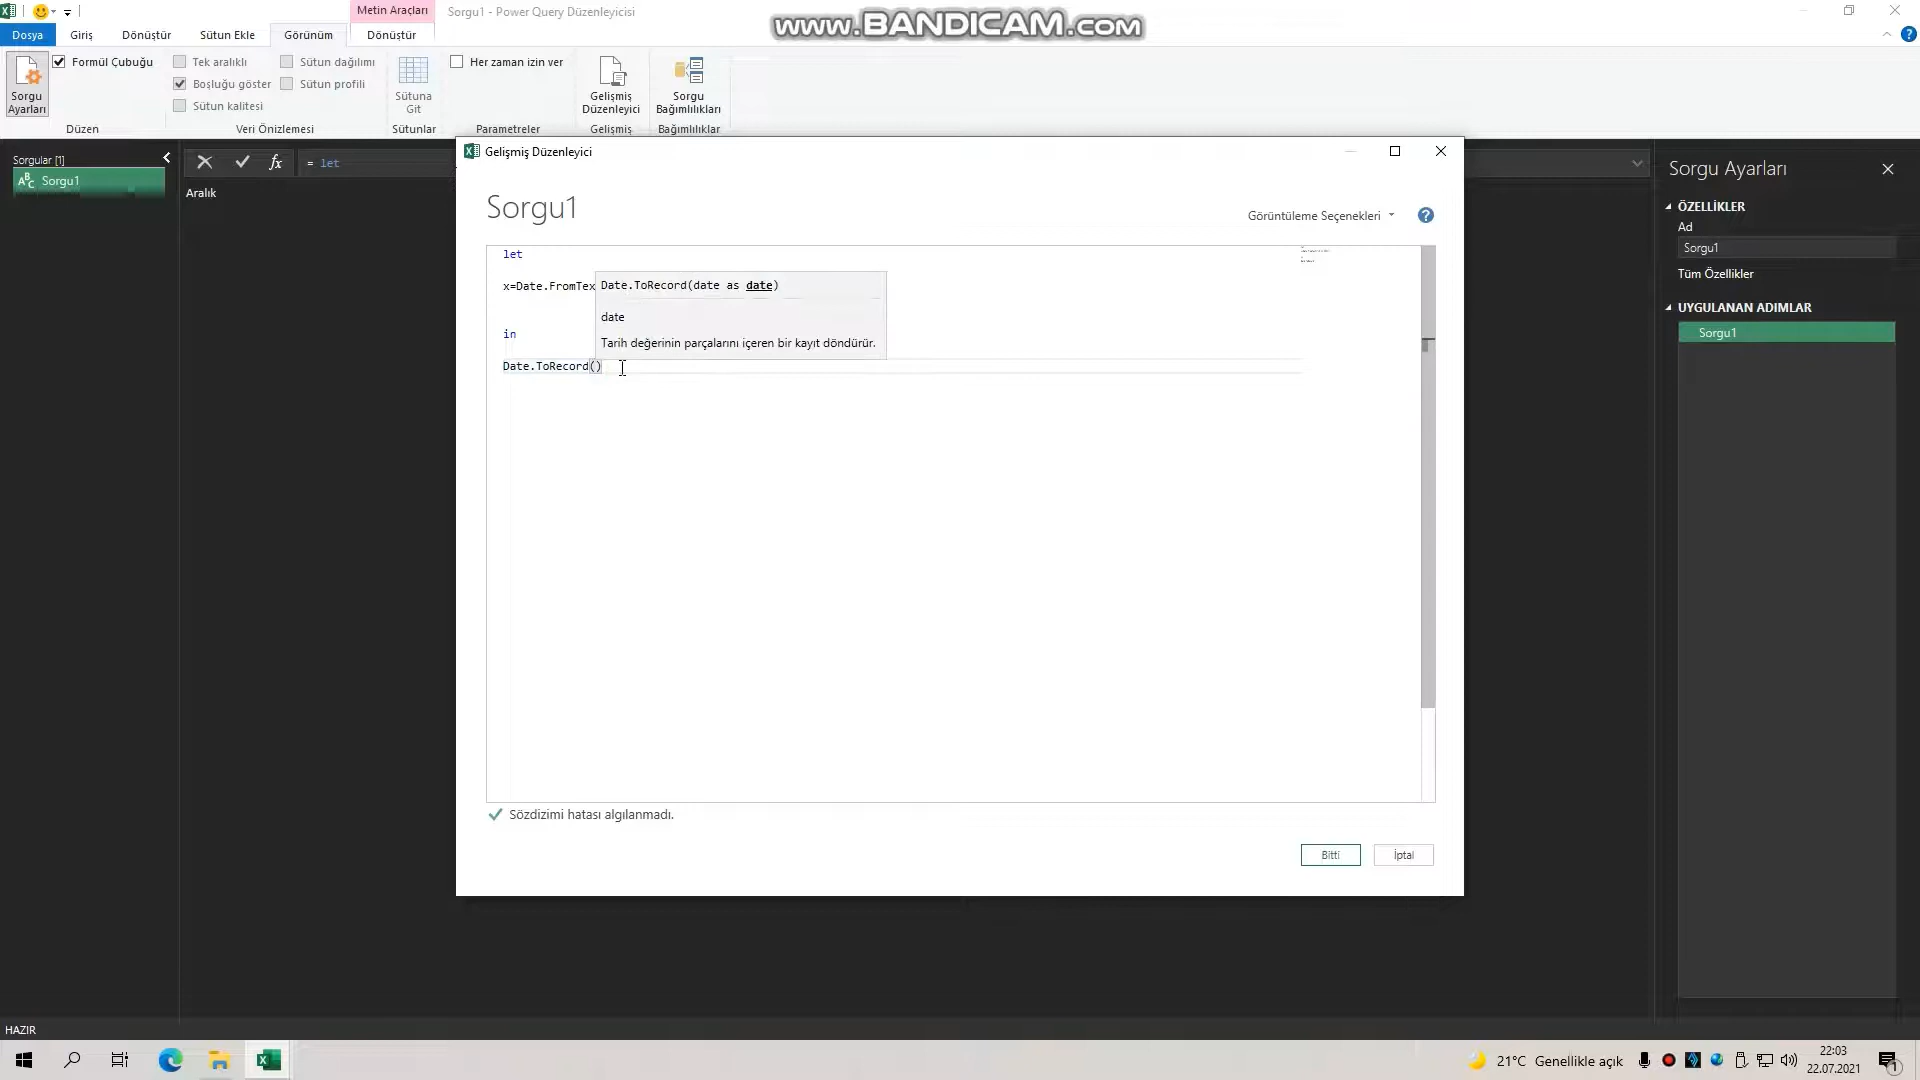 Metin Araçları
Sorgu1 - Power Query Düzenleyicisi
www.BANDICAM.com
Dosya
Giriş
Dönüştür
Sütun Ekle
Görünüm
Dönüştür
Sorgu Ayarları
Formül Çubuğu
Düzen
Tek aralıklı
Boşluğu göster
Sütun kalitesi
Sütun dağılımı
Sütun profili
Veri Önizlemesi
Sütuna Git
Sütunlar
Her zaman izin ver
Parametreler
Gelişmiş Düzenleyici
Gelişmiş
Sorgu Bağımlılıkları
Bağımlılıklar
Sorgular [1]
Sorgu1
fx
= let
Aralık
Gelişmiş Düzenleyici
Sorgu1
Görüntüleme Seçenekleri
let
x=Date.FromTex
Date.ToRecord(date as date)
date
Tarih değerinin parçalarını içeren bir kayıt döndürür.
in
Date.ToRecord()
Sözdizimi hatası algılanmadı.
Bitti
İptal
Sorgu Ayarları
ÖZELLİKLER
Ad
Sorgu1
Tüm Özellikler
UYGULANAN ADIMLAR
Sorgu1
HAZIR
21°C Genellikle açık
22:03
22.07.2021
1